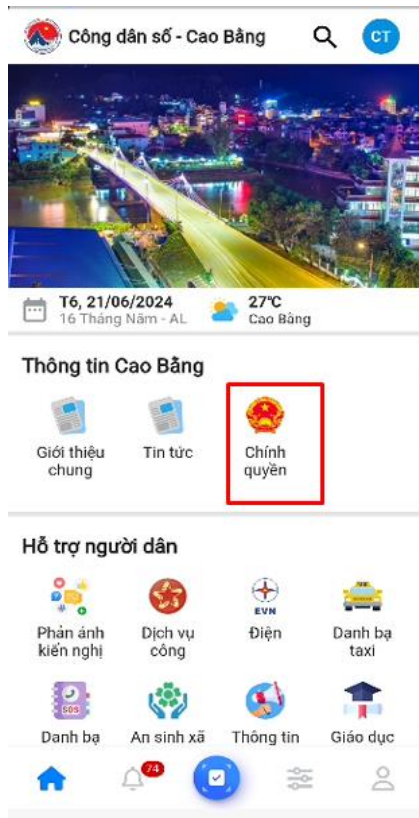 Công dân số - Cao Bằng
CT
T6, 21/06/2024
16 Tháng Năm - AL
27°C
Cao Bằng
Thông tin Cao Bằng
Giới thiệu chung
Tin tức
Chính quyền
Hỗ trợ người dân
EVN
Phản ánh kiến nghị
Dịch vụ công
Điện
Danh bạ taxi
SOS
Danh bạ
An sinh xã
Thông tin
Giáo dục
74